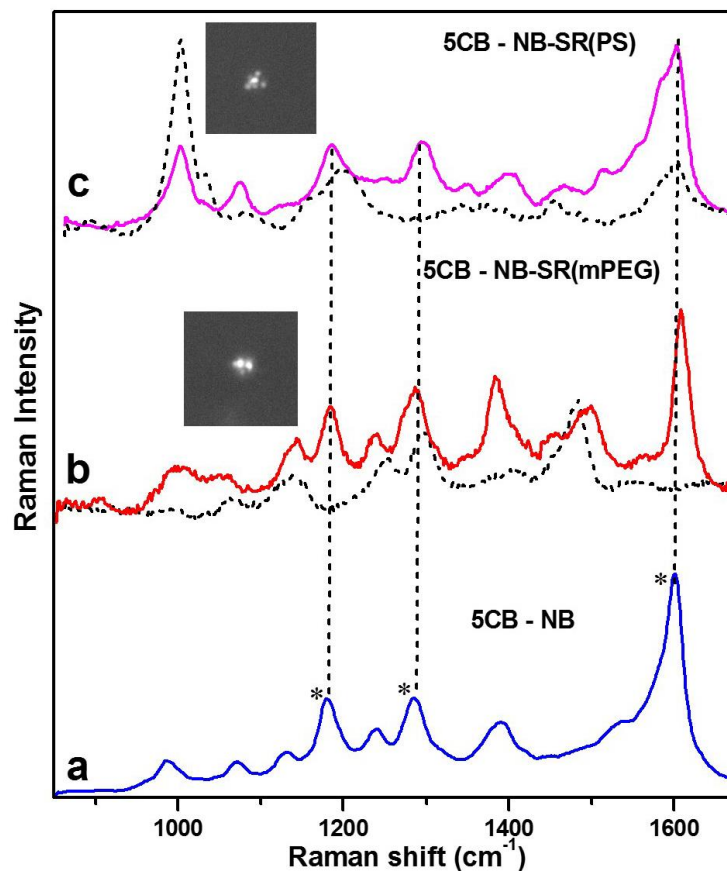 5CB - NB-SR(PS)
c
5CB - NB-SR(mPEG)
b
*
5CB - NB
* *
a
1000 1200 1400 1600
Raman shift (cm-1)
Raman Intensity